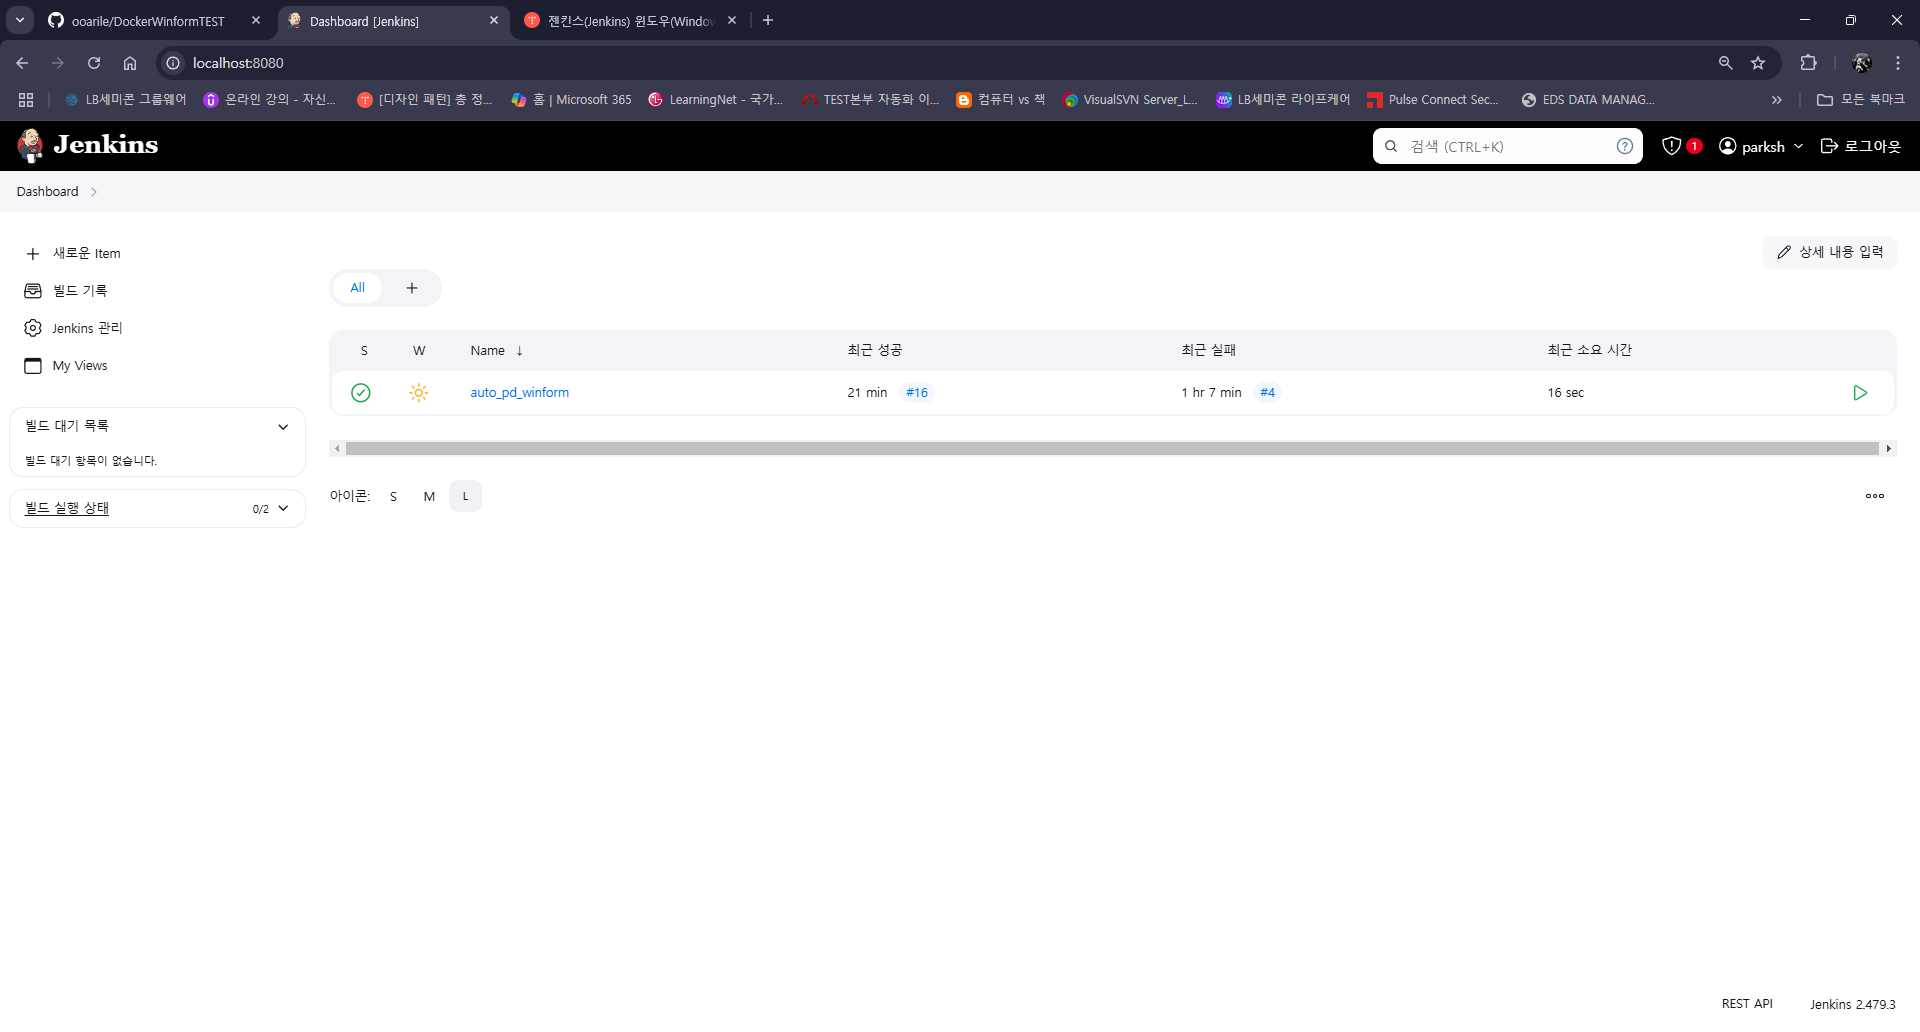 ooarile/DockerWinformTEST
Dashboard [Jenkins]
젠킨스(Jenkins) 윈도우(Window
localhost:8080
LB세미콘 그룹웨어
온라인 강의 - 자신...
[디자인 패턴] 총 정...
홈 | Microsoft 365
LearningNet - 국가...
TEST본부 자동화 이...
컴퓨터 vs 책
VisualSVN Server_L...
LB세미콘 라이프케어
Pulse Connect Sec...
EDS DATA MANAG...
모든 북마크
Jenkins
검색 (CTRL+K)
1
parksh
로그아웃
Dashboard
새로운 Item
빌드 기록
Jenkins 관리
My Views
빌드 대기 목록
빌드 대기 항목이 없습니다.
빌드 실행 상태 0/2
상세 내용 입력
All +
S W Name ↓ 최근 성공 최근 실패 최근 소요 시간
auto_pd_winform 21 min #16 1 hr 7 min #4 16 sec
아이콘: S M L
REST API Jenkins 2.479.3